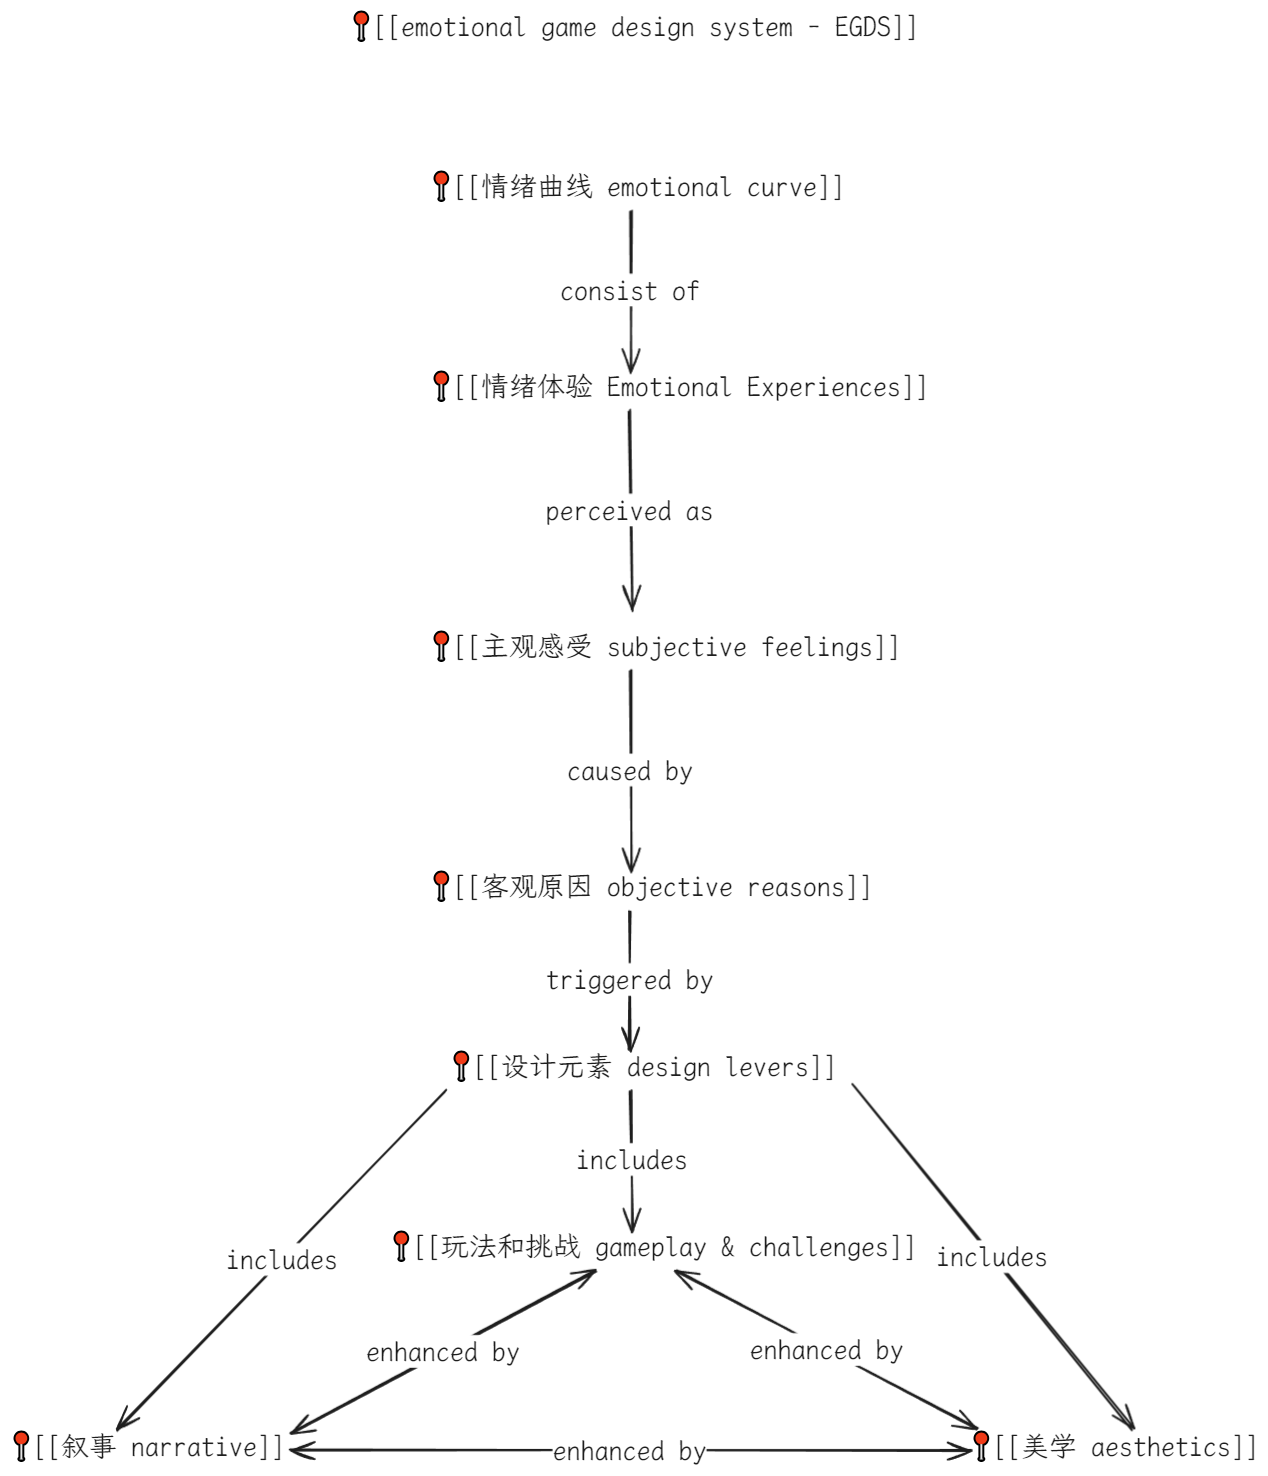 [[emotional game design system - EGDS]]
[[情绪曲线 emotional curve]]
consist of
[[情绪体验 Emotional Experiences]]
perceived as
[[主观感受 subjective feelings]]
caused by
[[客观原因 objective reasons]]
triggered by
[[设计元素 design levers]]
includes
[[玩法和挑战 gameplay & challenges]]
includes
includes
enhanced by
enhanced by
[[叙事 narrative]]
enhanced by
[[美学 aesthetics]]